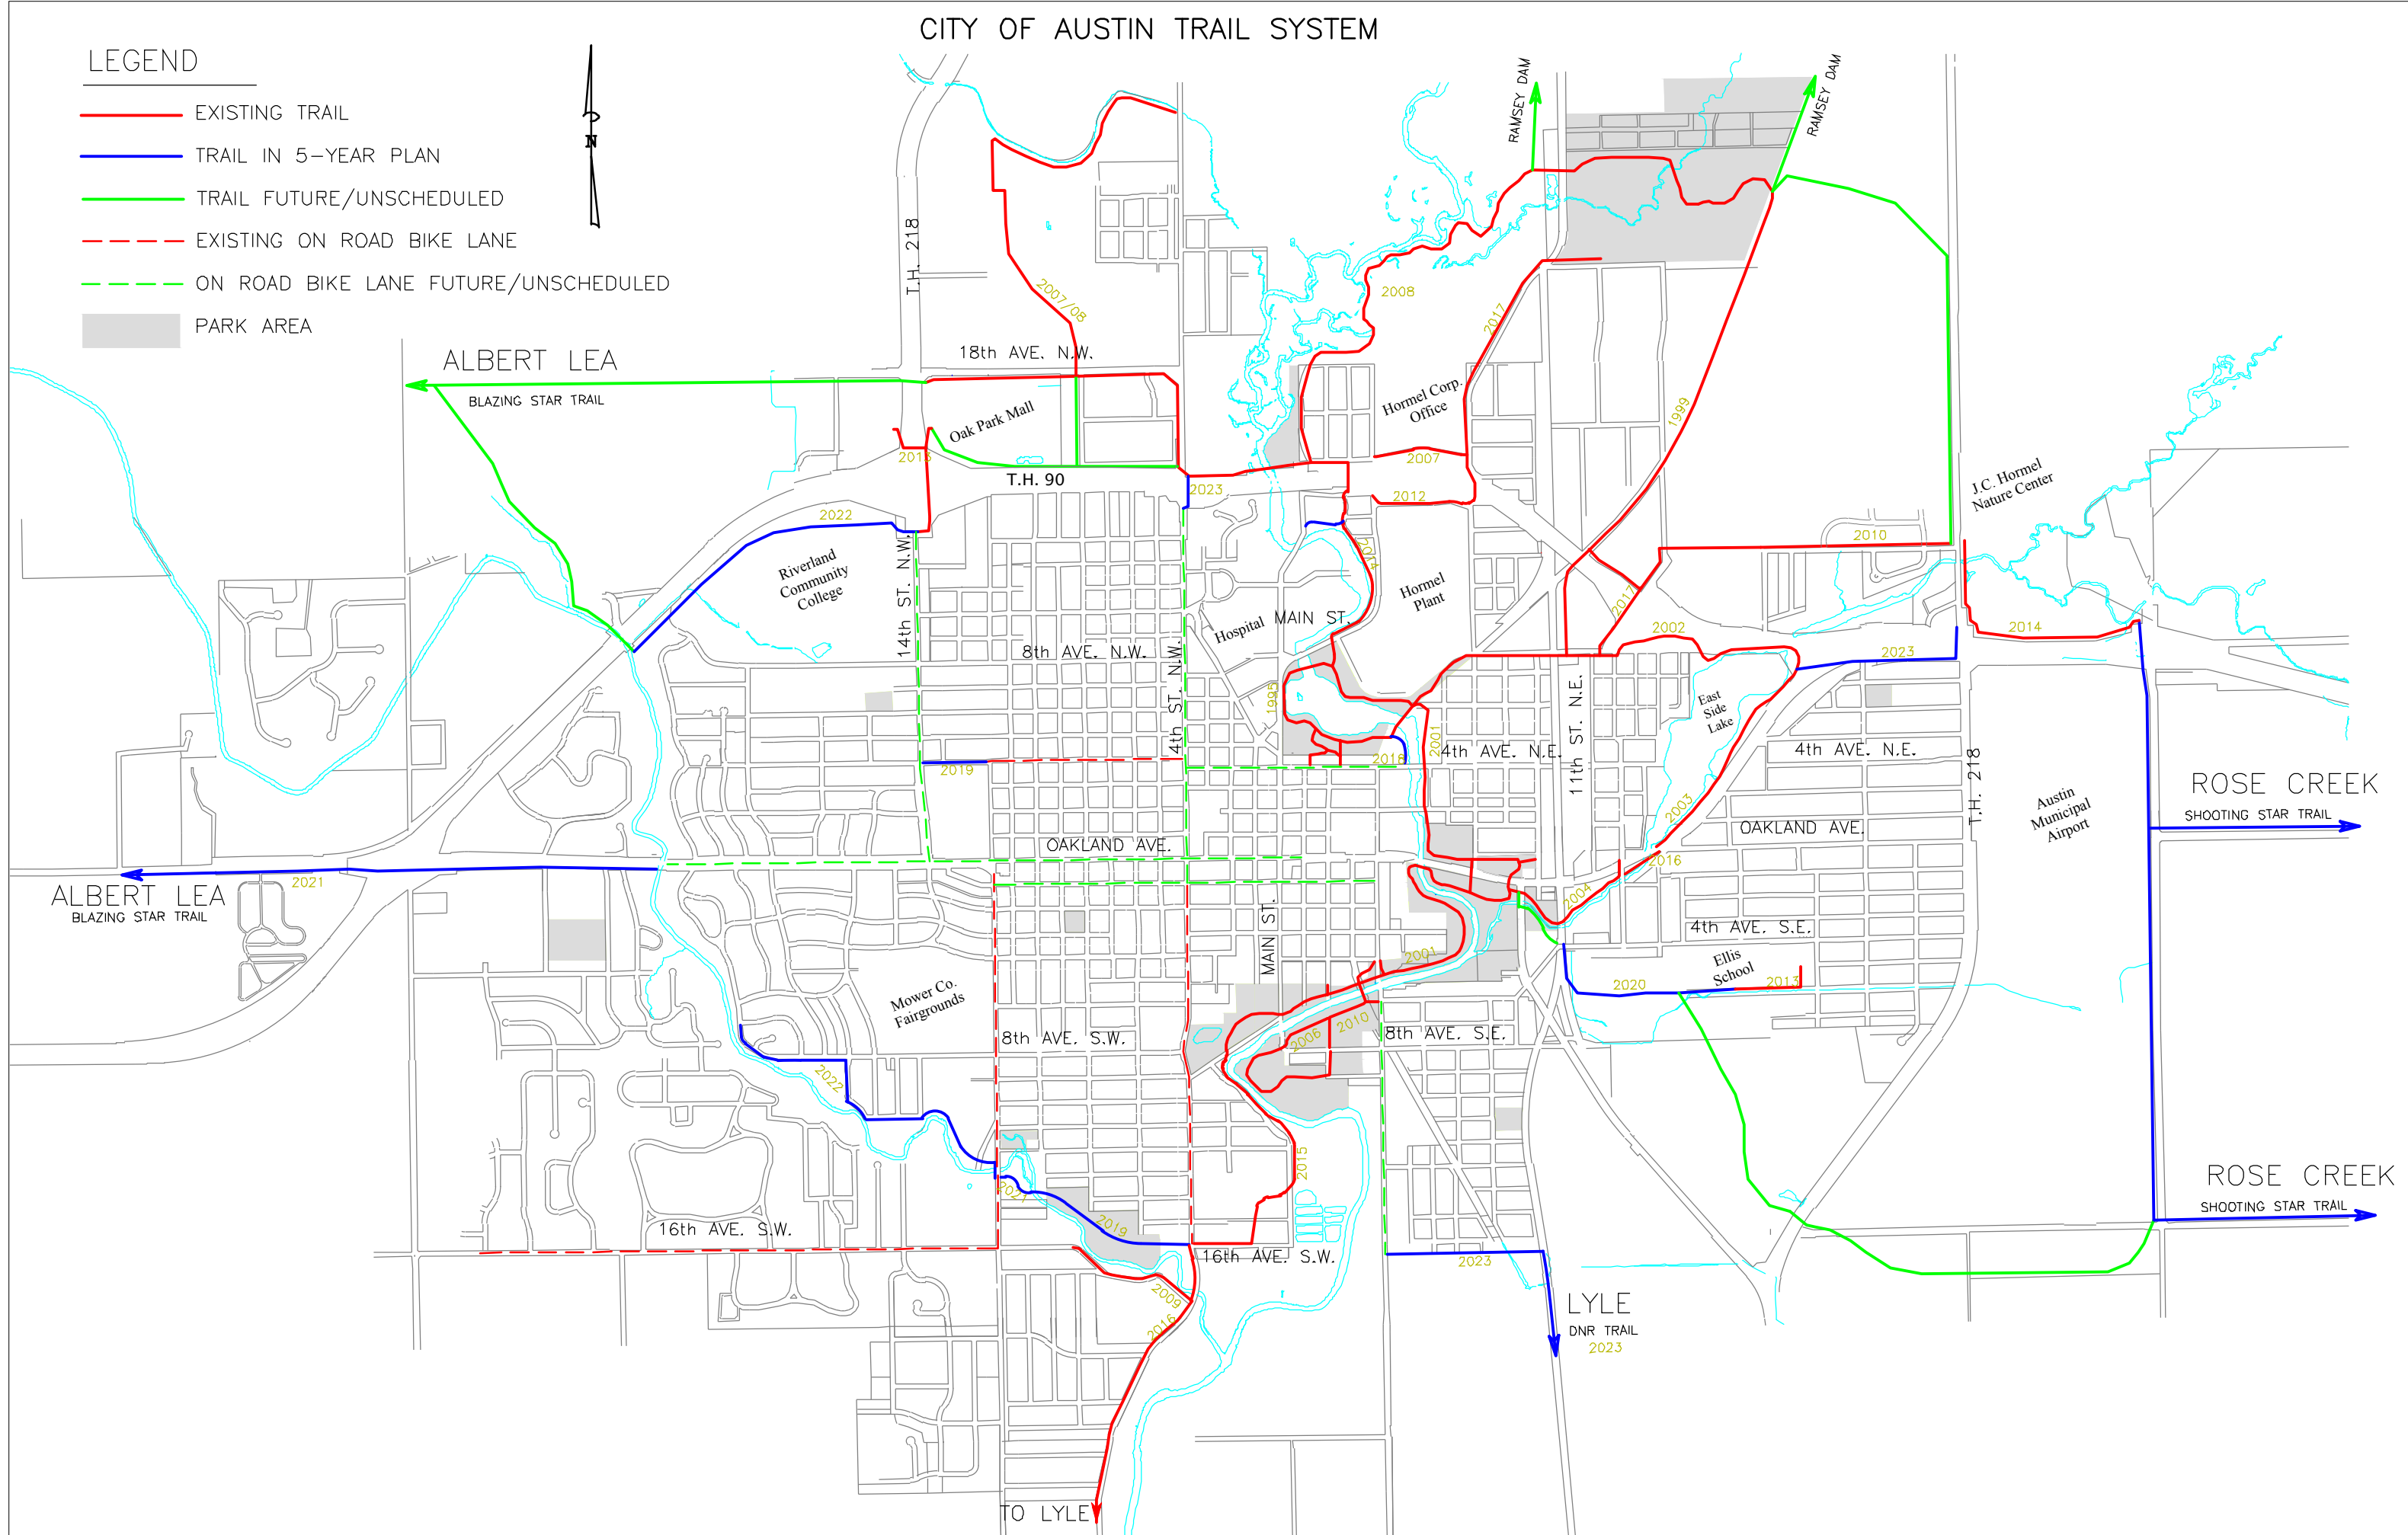 CITY OF AUSTIN TRAIL SYSTEM
LEGEND
EXISTING TRAIL
TRAIL IN 5-YEAR PLAN
TRAIL FUTURE/UNSCHEDULED
EXISTING ON ROAD BIKE LANE
ON ROAD BIKE LANE FUTURE/UNSCHEDULED
PARK AREA
N
RAMSEY DAM
RAMSEY DAM
T.H. 218
2007/08
2008
2017
18th AVE. N.W.
ALBERT LEA
BLAZING STAR TRAIL
Oak Park Mall
Hormel Corp.
Office
1999
2013
T.H. 90
2023
2007
2012
J.C. Hormel
Nature Center
2022
2010
Riverland
Community
College
14th ST. N.W.
2014
Hormel
Plant
2017
Hospital
MAIN ST.
8th AVE. N.W.
4th ST. N.W.
2002
2014
2023
1995
East
Side
Lake
11th ST. N.E.
2001
4th AVE. N.E.
4th AVE. N.E.
2019
2018
T.H. 218
ROSE CREEK
SHOOTING STAR TRAIL
Austin
Municipal
Airport
2003
OAKLAND AVE.
OAKLAND AVE.
2016
2021
ALBERT LEA
BLAZING STAR TRAIL
2004
4th AVE. S.E.
MAIN ST.
2001
Ellis
School
2013
2020
Mower Co.
Fairgrounds
8th AVE. S.W.
2006
2010
8th AVE. S.E.
2022
2015
2021
2019
ROSE CREEK
SHOOTING STAR TRAIL
16th AVE. S.W.
16th AVE. S.W.
2023
2009
2016
LYLE
DNR TRAIL
2023
TO LYLE